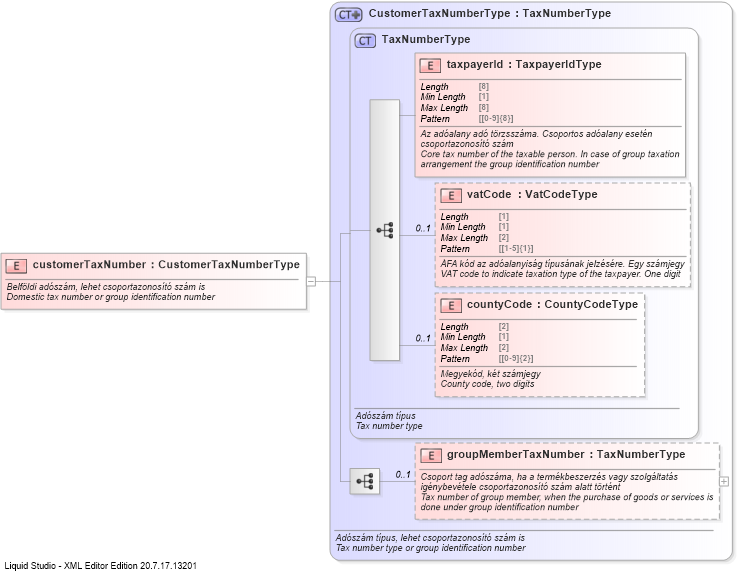 CT CustomerTaxNumberType : TaxNumberType
CT TaxNumberType
E taxpayerId : TaxpayerIdType
Length [8]
Min Length [1]
Max Length [8]
Pattern [[0-9]{8}]
Az adóalany adó törzsszáma. Csoportos adóalany esetén
csoportazonosító szám
Core tax number of the taxable person. In case of group taxation
arrangement the group identification number
0..1
E vatCode : VatCodeType
Length [1]
Min Length [1]
Max Length [2]
Pattern [[1-5]{1}]
ÁFA kód az adóalanyiság típusának jelzésére. Egy számjegy
VAT code to indicate taxation type of the taxpayer. One digit
E customerTaxNumber : CustomerTaxNumberType
Belföldi adószám, lehet csoportazonosító szám is
Domestic tax number or group identification number
0..1
E countyCode : CountyCodeType
Length [2]
Min Length [1]
Max Length [2]
Pattern [[0-9]{2}]
Megyekód, két számjegy
County code, two digits
Adószám típus
Tax number type
0..1
E groupMemberTaxNumber : TaxNumberType
Csoport tag adószáma, ha a termékbeszerzés vagy szolgáltatás
igénybevétele csoportazonosító szám alatt történt
Tax number of group member, when the purchase of goods or services is
done under group identification number
Adószám típus, lehet csoportazonosító szám is
Tax number type or group identification number
Liquid Studio - XML Editor Edition 20.7.17.13201